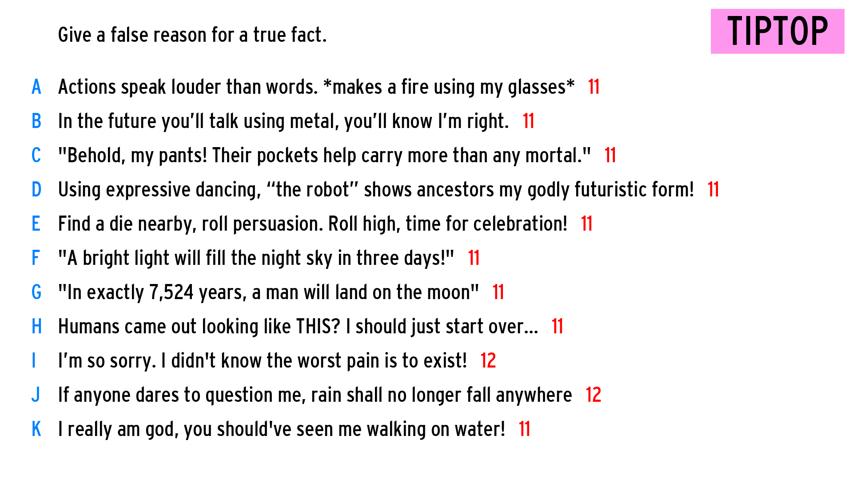 Give a false reason for a true fact.
TIPTOP
A Actions speak louder than words. *makes a fire using my glasses* 11
B In the future you’ll talk using metal, you’ll know I’m right. 11
C "Behold, my pants! Their pockets help carry more than any mortal." 11
D Using expressive dancing, “the robot” shows ancestors my godly futuristic form! 11
E Find a die nearby, roll persuasion. Roll high, time for celebration! 11
F "A bright light will fill the night sky in three days!" 11
G "In exactly 7,524 years, a man will land on the moon" 11
H Humans came out looking like THIS? I should just start over... 11
I I’m so sorry. I didn't know the worst pain is to exist! 12
J If anyone dares to question me, rain shall no longer fall anywhere 12
K I really am god, you should've seen me walking on water! 11